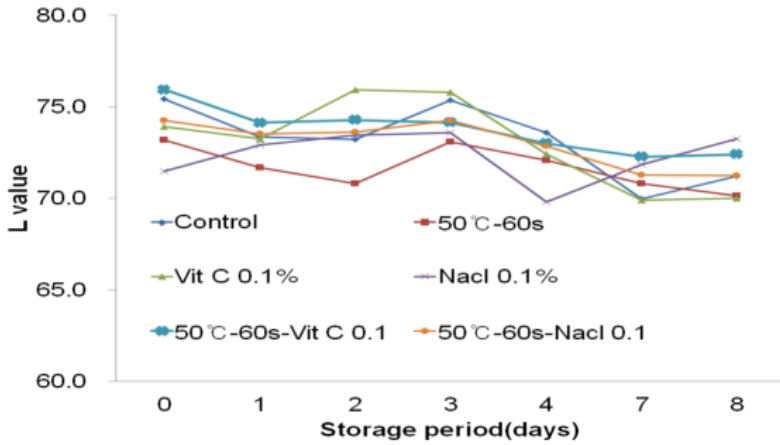 80.0
75.0
70.0
65.0
60.0
L value
Control
50℃-60s
Vit C 0.1%
Nacl 0.1%
50℃-60s-Vit C 0.1
50℃-60s-Nacl 0.1
0 1 2 3 4 7 8
Storage period(days)